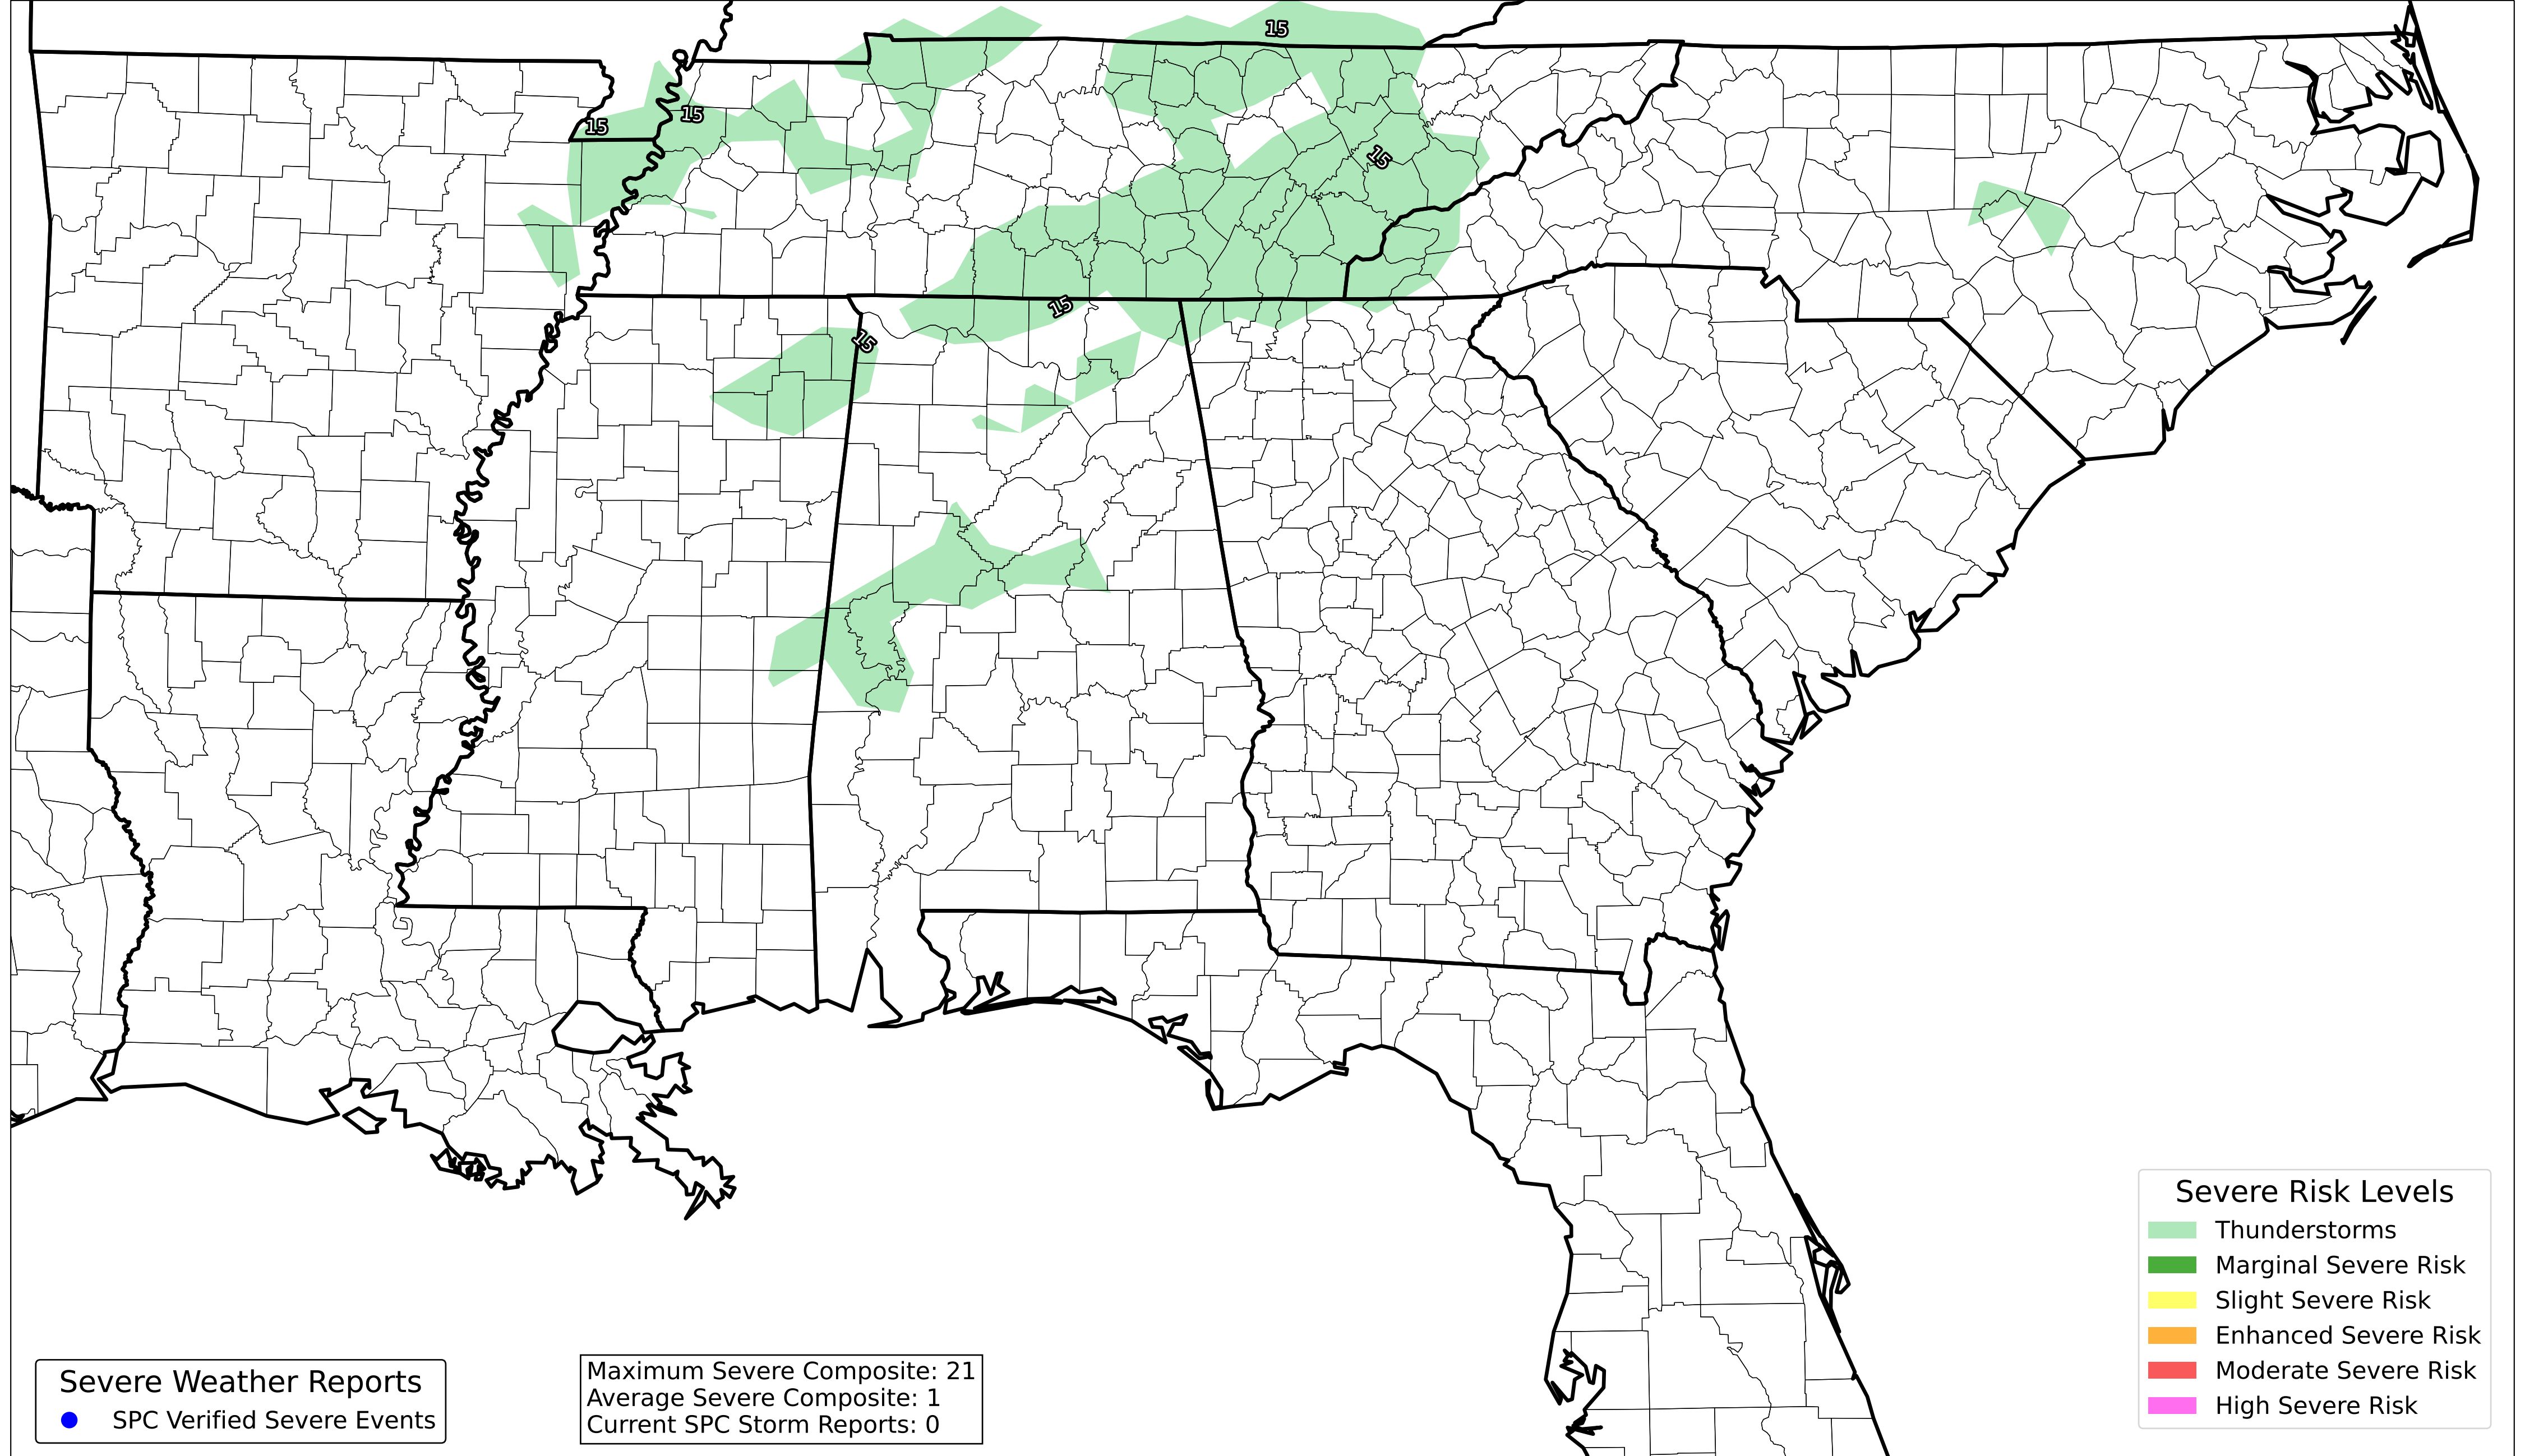 15
15
15
15
15
15
Severe Weather Reports
SPC Verified Severe Events
Maximum Severe Composite: 21
Average Severe Composite: 1
Current SPC Storm Reports: 0
Severe Risk Levels
Thunderstorms
Marginal Severe Risk
Slight Severe Risk
Enhanced Severe Risk
Moderate Severe Risk
High Severe Risk